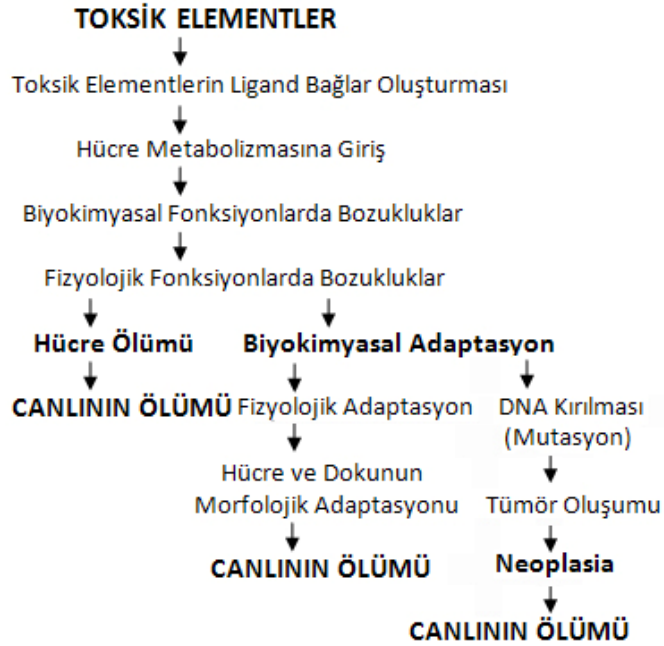 TOKSİK ELEMENTLER
Toksik Elementlerin Ligand Bağlar Oluşturması
Hücre Metabolizmasına Giriş
Biyokimyasal Fonksiyonlarda Bozukluklar
Fizyolojik Fonksiyonlarda Bozukluklar
Hücre Ölümü Biyokimyasal Adaptasyon
CANLININ ÖLÜMÜ Fizyolojik Adaptasyon DNA Kırılması
(Mutasyon)
Hücre ve Dokunun
Morfolojik Adaptasyonu Tümör Oluşumu
CANLININ ÖLÜMÜ Neoplasia
CANLININ ÖLÜMÜ